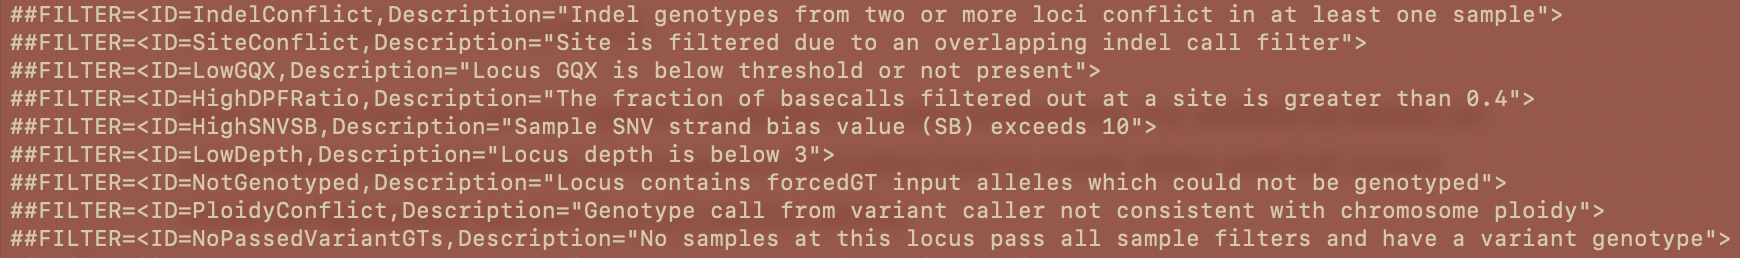 ##FILTER=<ID=IndelConflict,Description="Indel genotypes from two or more loci conflict in at least one sample">
##FILTER=<ID=SiteConflict,Description="Site is filtered due to an overlapping indel call filter">
##FILTER=<ID=LowGQX,Description="Locus GQX is below threshold or not present">
##FILTER=<ID=HighDPFRatio,Description="The fraction of basecalls filtered out at a site is greater than 0.4">
##FILTER=<ID=HighSNVSB,Description="Sample SNV strand bias value (SB) exceeds 10">
##FILTER=<ID=LowDepth,Description="Locus depth is below 3">
##FILTER=<ID=NotGenotyped,Description="Locus contains forcedGT input alleles which could not be genotyped">
##FILTER=<ID=PloidyConflict,Description="Genotype call from variant caller not consistent with chromosome ploidy">
##FILTER=<ID=NoPassedVariantGTs,Description="No samples at this locus pass all sample filters and have a variant genotype">